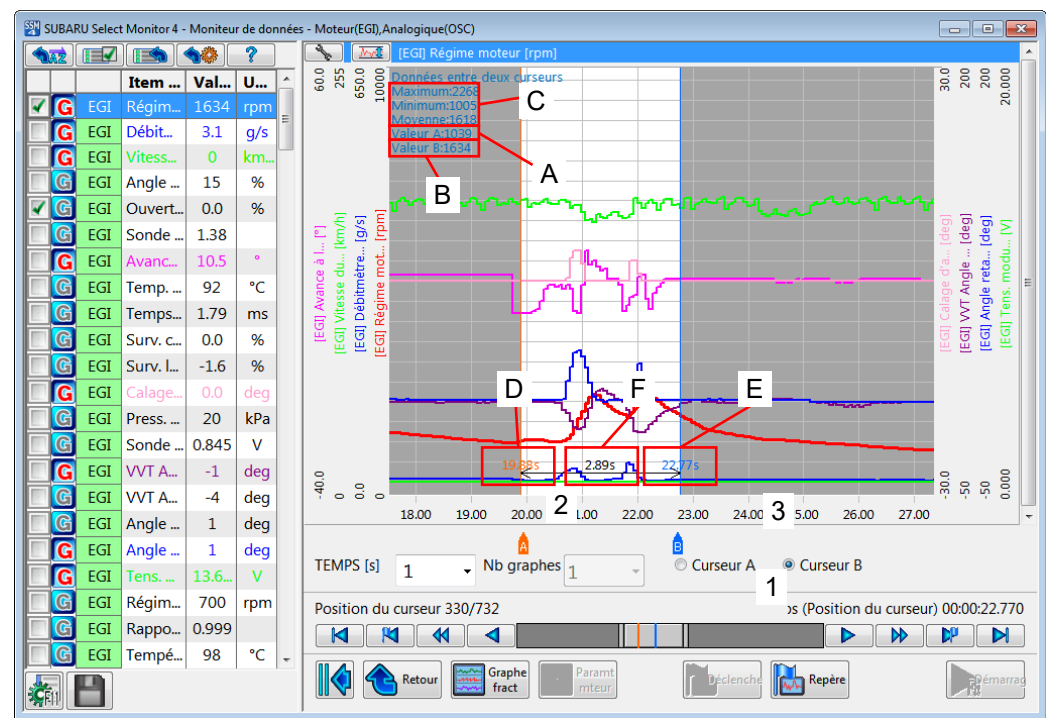 SUBARU Select Monitor 4 - Moniteur de données - Moteur(EGI),Analogique(OSC)
[EGI] Régime moteur [rpm]
Item ... Val... U...
EGI Régim... 1634 rpm
EGI Débit... 3.1 g/s
EGI Vitess... 0 km...
EGI Angle ... 15 %
EGI Ouvert... 0.0 %
EGI Sonde ... 1.38
EGI Avanc... 10.5 °
EGI Temp. ... 92 °C
EGI Temps... 1.79 ms
EGI Surv. c... 0.0 %
EGI Surv. l... -1.6 %
EGI Calage... 0.0 deg
EGI Press. ... 20 kPa
EGI Sonde ... 0.845 V
EGI VVT A... -1 deg
EGI VVT A... -4 deg
EGI Angle ... 1 deg
EGI Angle ... 1 deg
EGI Tens. ... 13.6... V
EGI Régim... 700 rpm
EGI Rappo... 0.999
EGI Tempé... 98 °C
60.0 255 650.0 10000
Données entre deux curseurs
Maximum:2268
Minimum:1005
Movenne:1618
Valeur A:1039
Valeur B:1634
C
A
B
30.0 200 200 20.000
[EGI] Avance à l... [°]
[EGI] Vitesse du... [km/h]
[EGI] Débitmètre... [g/s]
[EGI] Régime mot... [rpm]
[EGI] Calage d'a... [deg]
[EGI] VVT Angle ... [deg]
[EGI] Angle reta... [deg]
[EGI] Tens. modu... [V]
D F E
19.88s 2.89s 22.77s
-40.0 0 0.0 0
-30.0 -50 -50 0.000
18.00 19.00 20.00 2 1.00 22.00 23.00 24.00 3 25.00 26.00 27.00
A B
TEMPS [s] 1 Nb graphes 1 Curseur A Curseur B
1
Position du curseur 330/732 (Position du curseur) 00:00:22.770
Retour
Graphe fract
Paramt mteur
Déclenche
Repère
Démarrag
F11